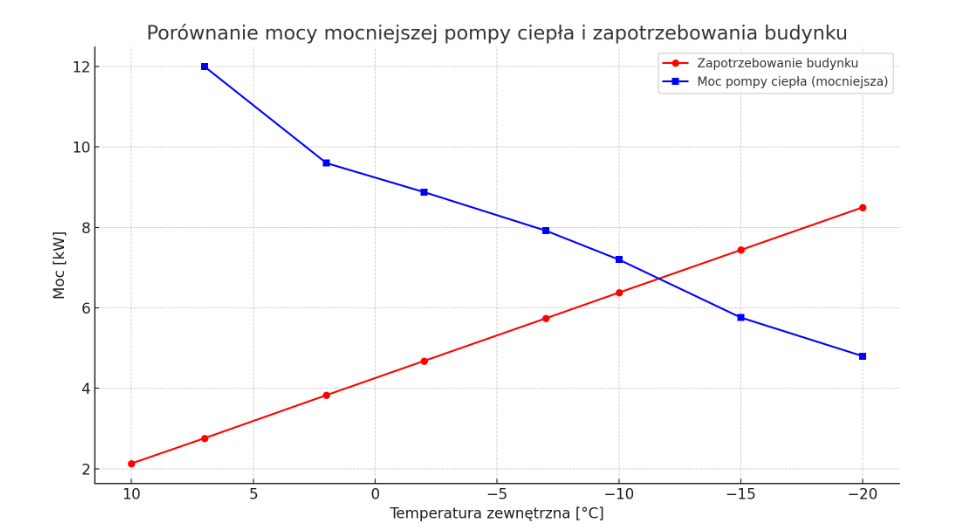 Porównanie mocy mocniejszej pompy ciepła i zapotrzebowania budynku
Zapotrzebowanie budynku
Moc pompy ciepła (mocniejsza)
12
10
8
6
4
2
Moc [kW]
10 5 0 −5 −10 −15 −20
Temperatura zewnętrzna [°C]